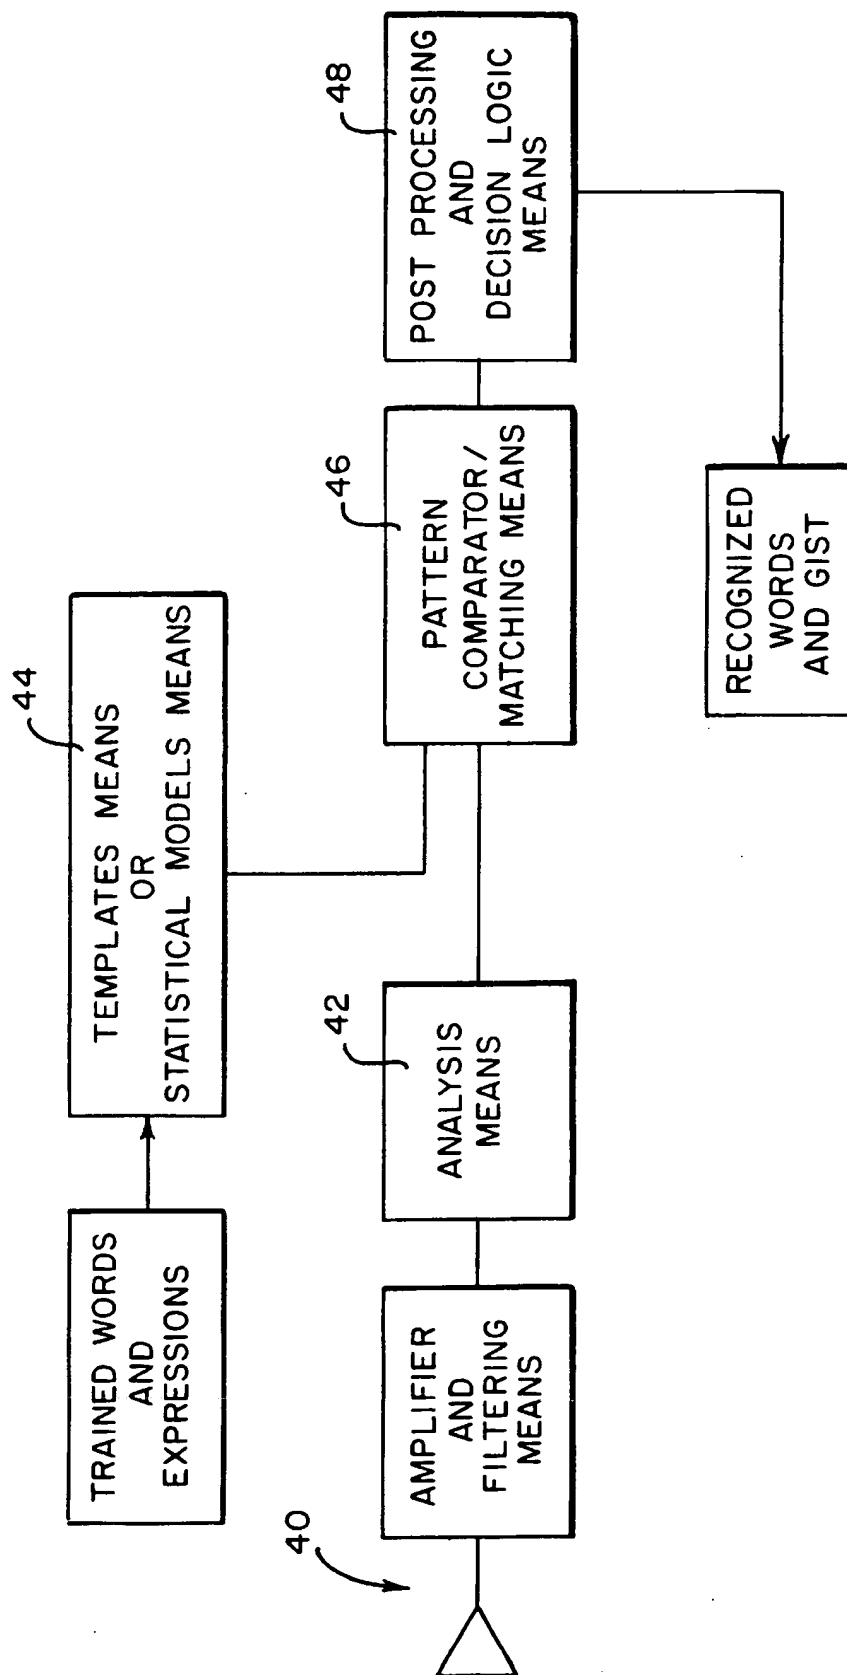 TRAINED WORDS
AND
EXPRESSIONS
44
TEMPLATES MEANS
OR
STATISTICAL MODELS MEANS
40
AMPLIFIER
AND
FILTERING
MEANS
42
ANALYSIS
MEANS
46
PATTERN
COMPARATOR/
MATCHING MEANS
48
POST PROCESSING
AND
DECISION LOGIC
MEANS
RECOGNIZED
WORDS
AND GIST